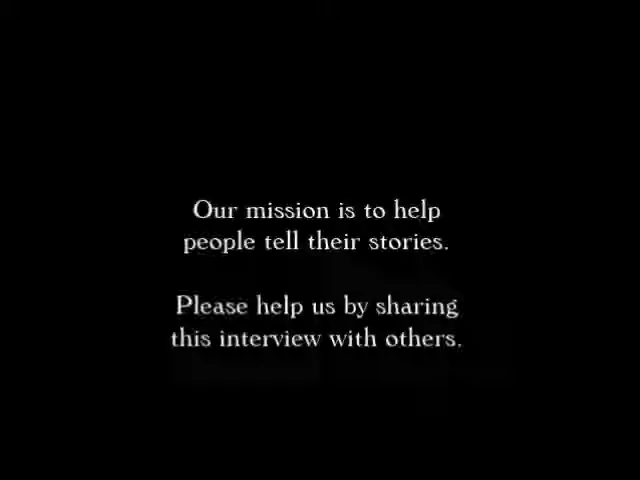 Our mission is to help
people tell their stories.
Please help us by sharing
this interview with others.